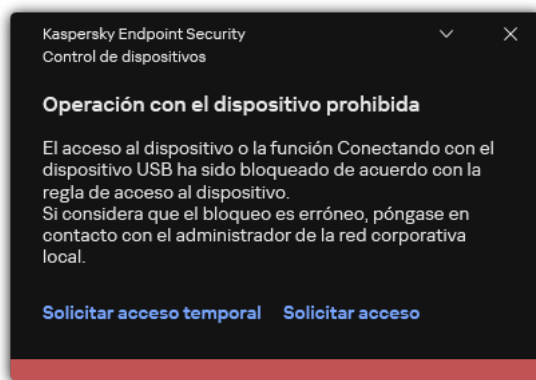 Kaspersky Endpoint Security
Control de dispositivos
Operación con el dispositivo prohibida
El acceso al dispositivo o la función Conectando con el
dispositivo USB ha sido bloqueado de acuerdo con la
regla de acceso al dispositivo.
Si considera que el bloqueo es erróneo, póngase en
contacto con el administrador de la red corporativa
local.
Solicitar acceso temporal Solicitar acceso